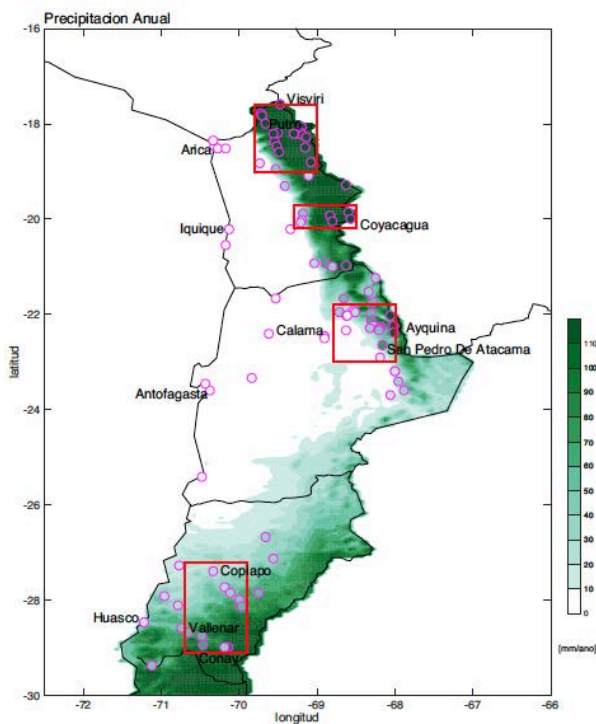 Precipitacion Anual
-16
-18
-20
-22
-24
-26
-28
-30
latitud
Visviri
Putre
Arica
Iquique
Coyacagua
Calama
Ayquina
San Pedro De Atacama
Antofagasta
Copiapo
Huasco
Vallenar
Conay
110
100
90
80
70
60
50
40
30
20
10
0
[mm/ano]
-72
-71
-70
-69
-68
-67
-66
longitud